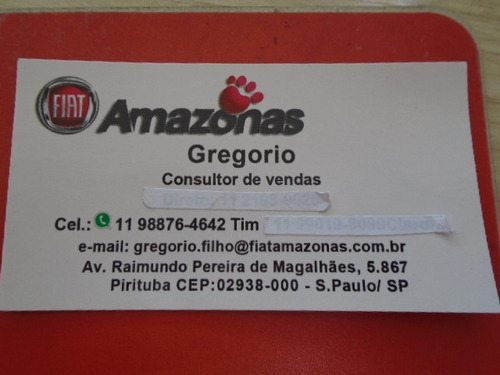 FIAT Amazonas
Gregorio
Consultor de vendas
Cel.: 11 98876-4642 Tim
e-mail: gregorio.filho@fiatamazonas.com.br
Av. Raimundo Pereira de Magalhães, 5.867
Pirituba CEP:02938-000 - S.Paulo/ SP